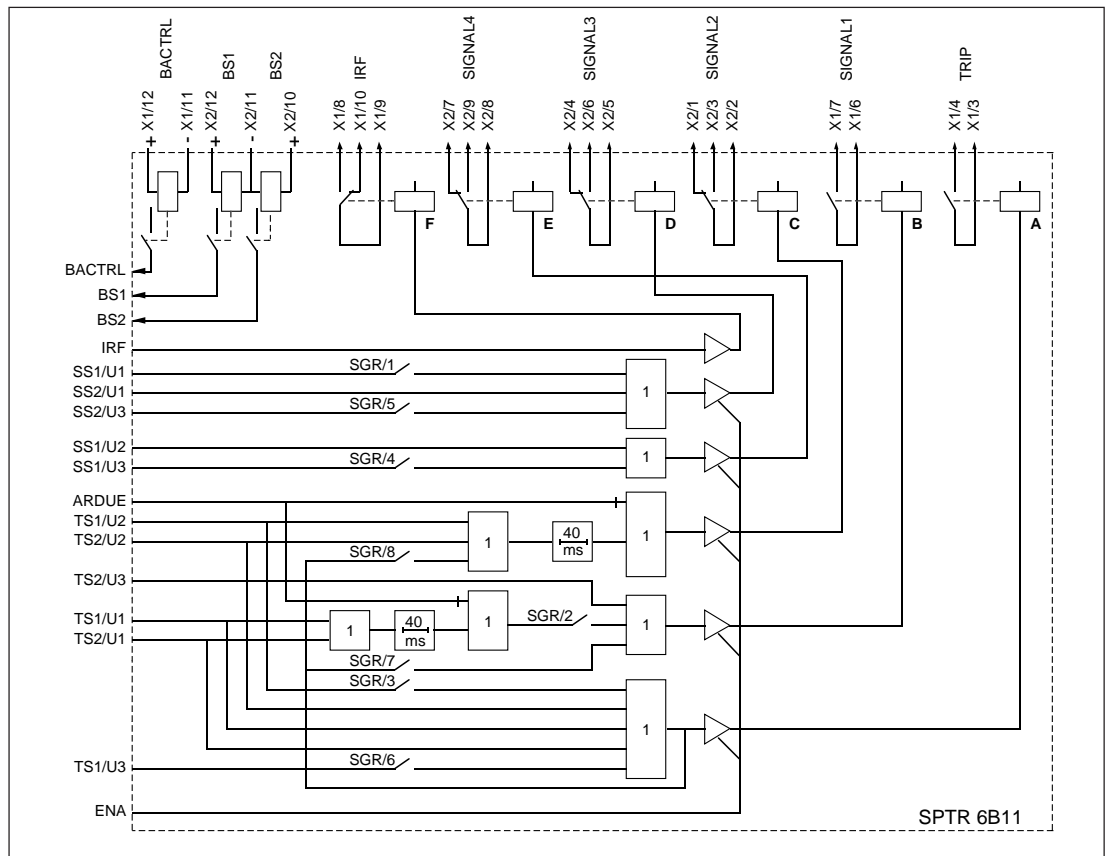 BACTRL
BS1
BS2
IRF
SIGNAL4
SIGNAL3
SIGNAL2
SIGNAL1
TRIP
+ X1/12
- X1/11
+ X2/12
- X2/11
+ X2/10
X1/8
X1/10
X1/9
X2/7
X2/9
X2/8
X2/4
X2/6
X2/5
X2/1
X2/3
X2/2
X1/7
X1/6
X1/4
X1/3
F
E
D
C
B
A
BACTRL
BS1
BS2
IRF
SS1/U1
SGR/1
SS2/U1
1
SS2/U3
SGR/5
SS1/U2
1
SS1/U3
SGR/4
ARDUE
TS1/U2
TS2/U2
1
40
ms
1
SGR/8
TS2/U3
TS1/U1
1
40
ms
1
SGR/2
1
TS2/U1
SGR/7
SGR/3
1
TS1/U3
SGR/6
ENA
SPTR 6B11